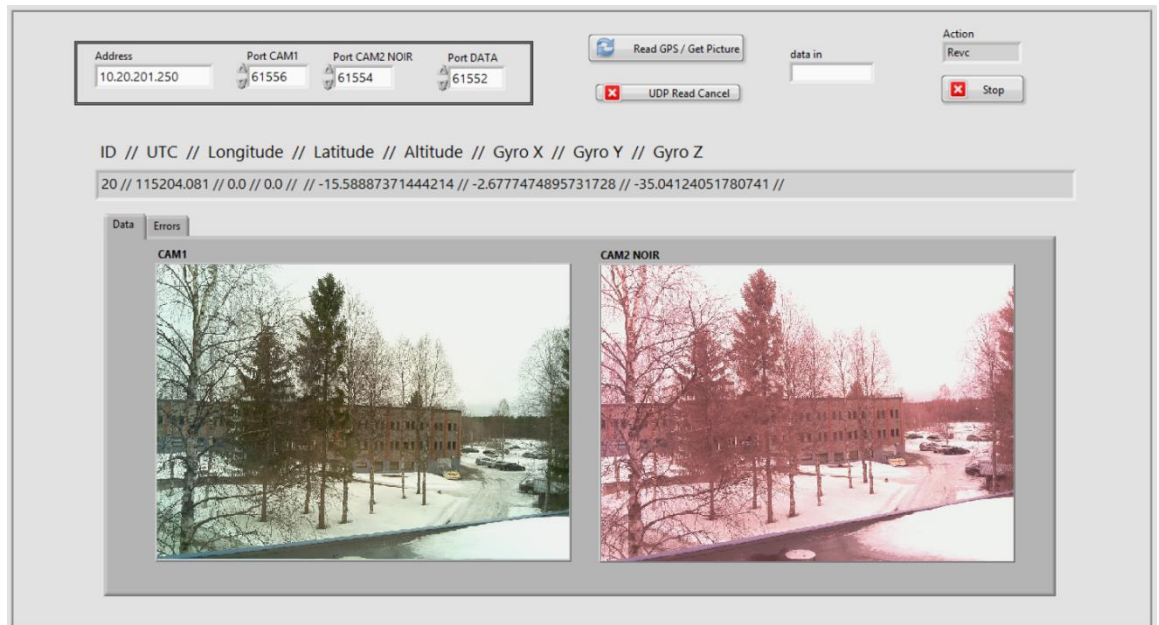 Address
Port CAM1
Port CAM2 NOIR
Port DATA
10.20.201.250
61556
61554
61552
Read GPS / Get Picture
UDP Read Cancel
data in
Action
Revc
Stop
ID // UTC // Longitude // Latitude // Altitude // Gyro X // Gyro Y // Gyro Z
20 // 115204.081 // 0.0 // 0.0 // // -15.58887371444214 // -2.6777474895731728 // -35.04124051780741 //
Data
Errors
CAM1
CAM2 NOIR